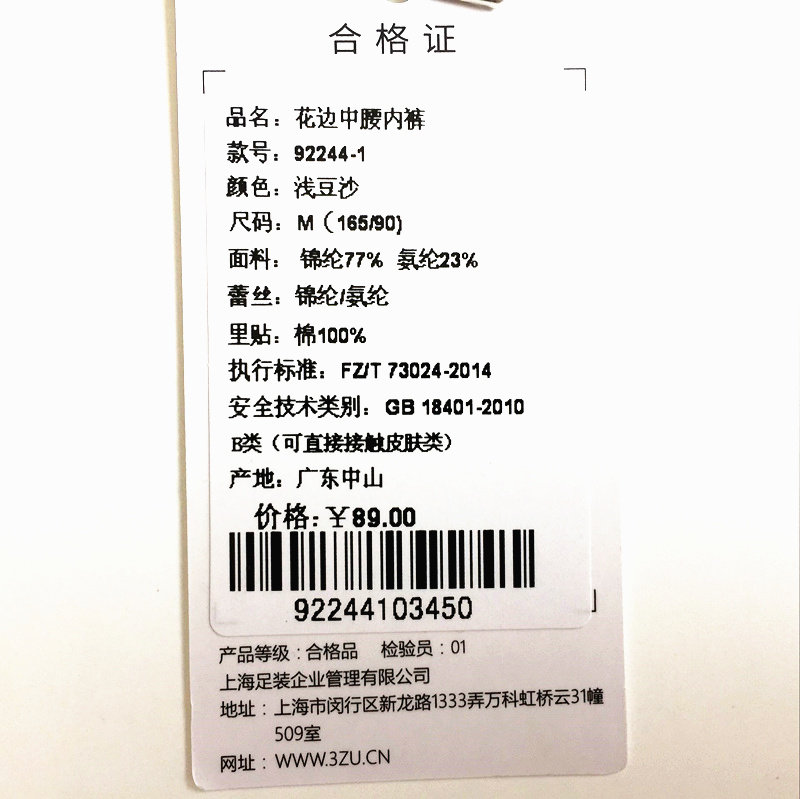 合格证
品名：花边中腰内裤
款号：92244-1
颜色：浅豆沙
尺码：M（165/90)
面料： 锦纶77% 氨纶23%
蕾丝：锦纶/氨纶
里贴：棉100%
执行标准：FZ/T 73024-2014
安全技术类别：GB 18401-2010
B类（可直接接触皮肤类）
产地：广东中山
价格:￥89.00
92244103450
产品等级：合格品 检验员：01
上海足装企业管理有限公司
地址：上海市闵行区新龙路1333弄万科虹桥云31幢
509室
网址：WWW.3ZU.CN